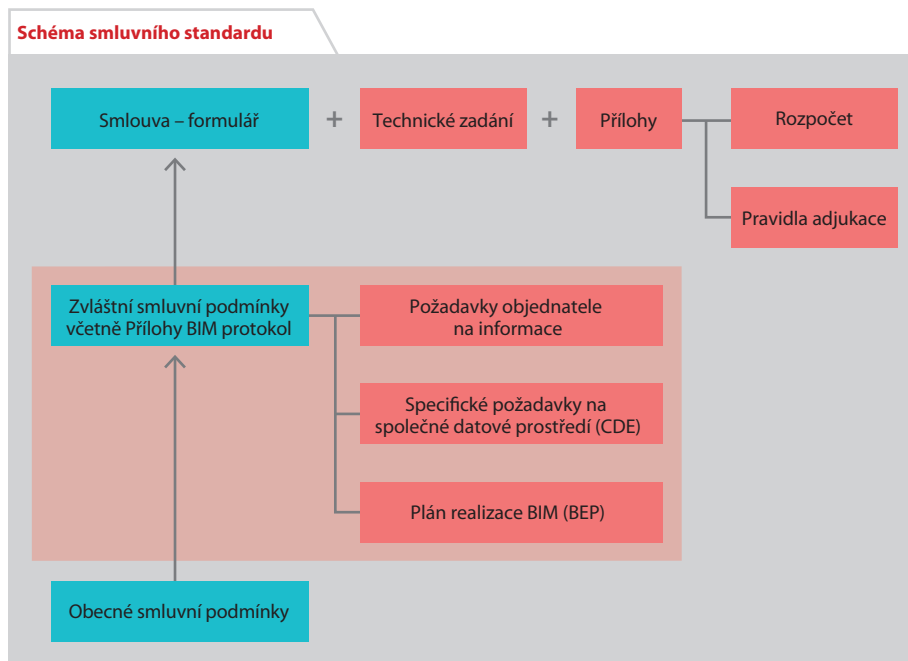 Schéma smluvního standardu
Smlouva – formulář
+
Technické zadání
+
Přílohy
Rozpočet
Pravidla adjukace
Zvláštní smluvní podmínky
včetně Přílohy BIM protokol
Požadavky objednatele
na informace
Specifické požadavky na
společné datové prostředí (CDE)
Plán realizace BIM (BEP)
Obecné smluvní podmínky